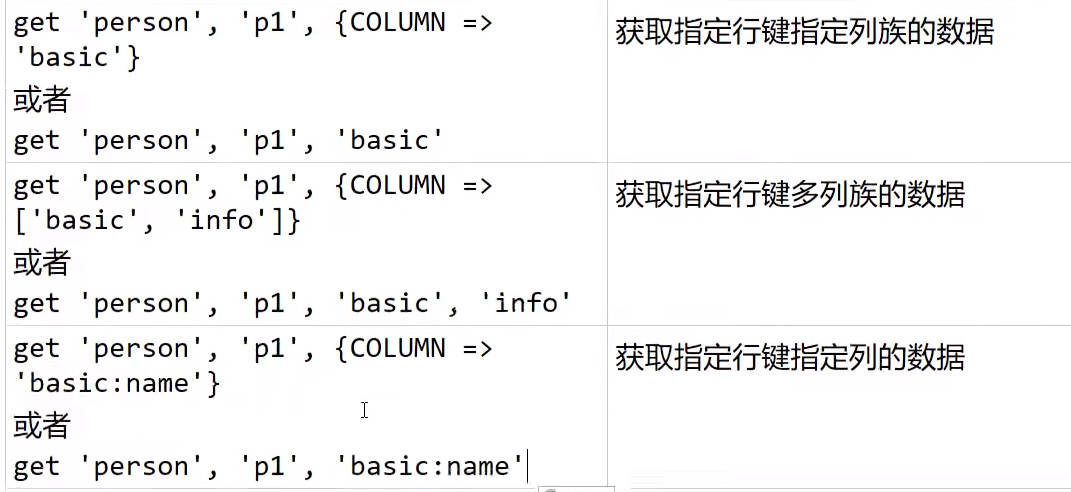 get 'person', 'p1', {COLUMN =>
'basic'}
或者
get 'person', 'p1', 'basic'
获取指定行键指定列族的数据
get 'person', 'p1', {COLUMN =>
['basic', 'info']}
或者
get 'person', 'p1', 'basic', 'info'
获取指定行键多列族的数据
get 'person', 'p1', {COLUMN =>
'basic:name'}
或者
get 'person', 'p1', 'basic:name'
获取指定行键指定列的数据